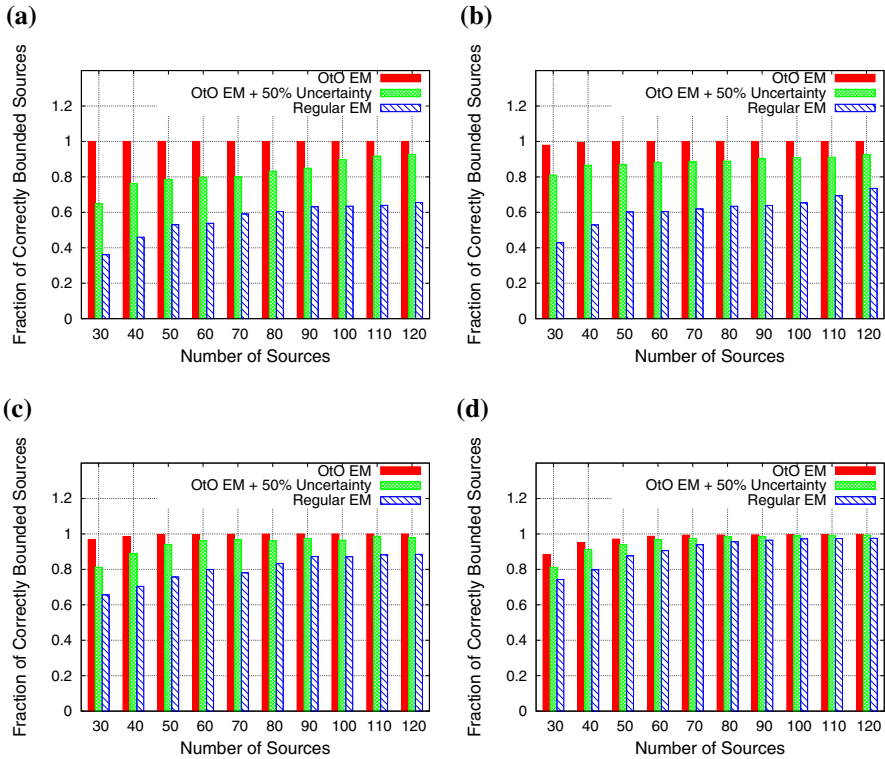 (a)
Fraction of Correctly Bounded Sources
OtO EM
OtO EM + 50% Uncertainty
Regular EM
1.2
1
0.8
0.6
0.4
0.2
0
30 40 50 60 70 80 90 100 110 120
Number of Sources
(b)
Fraction of Correctly Bounded Sources
OtO EM
OtO EM + 50% Uncertainty
Regular EM
1.2
1
0.8
0.6
0.4
0.2
0
30 40 50 60 70 80 90 100 110 120
Number of Sources
(c)
Fraction of Correctly Bounded Sources
OtO EM
OtO EM + 50% Uncertainty
Regular EM
1.2
1
0.8
0.6
0.4
0.2
0
30 40 50 60 70 80 90 100 110 120
Number of Sources
(d)
Fraction of Correctly Bounded Sources
OtO EM
OtO EM + 50% Uncertainty
Regular EM
1.2
1
0.8
0.6
0.4
0.2
0
30 40 50 60 70 80 90 100 110 120
Number of Sources